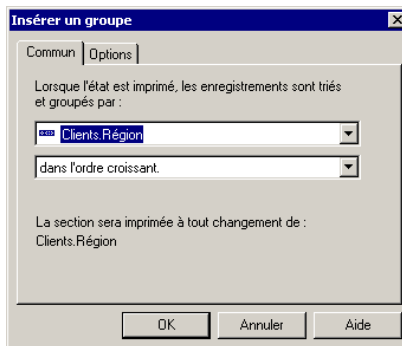 Insérer un groupe
Commun
Options
Lorsque l'état est imprimé, les enregistrements sont triés
et groupés par :
Clients.Région
dans l'ordre croissant.
La section sera imprimée à tout changement de :
Clients.Région
OK
Annuler
Aide